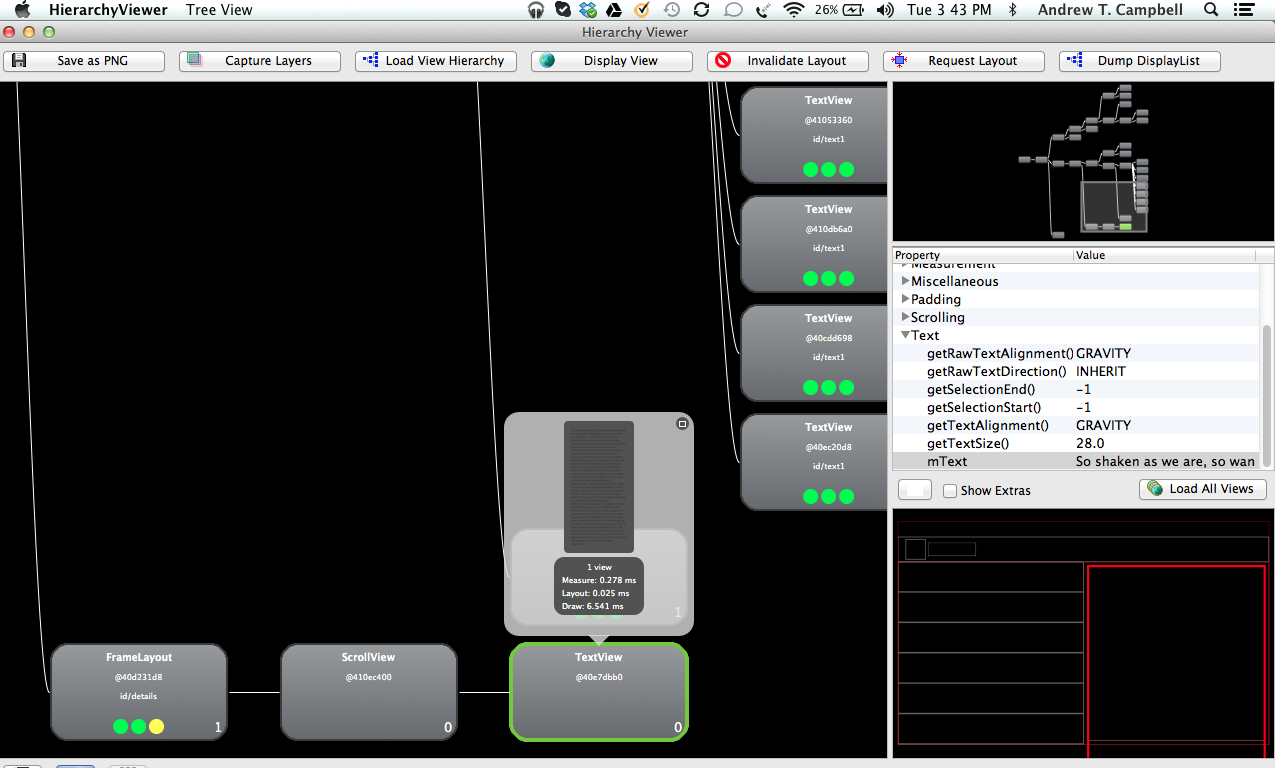 HierarchyViewer Tree View 26% Tue 3 43 PM Andrew T. Campbell
Hierarchy Viewer
Save as PNG Capture Layers Load View Hierarchy Display View Invalidate Layout Request Layout Dump DisplayList
TextView
@41053360
id/text1
TextView
@410db6a0
id/text1
TextView
@40cdd698
id/text1
TextView
@40ec20d8
id/text1
1 view
Measure: 0.278 ms
Layout: 0.025 ms
Draw: 6.541 ms
1
FrameLayout
@40d231d8
id/details
1
ScrollView
@410ec400
0
TextView
@40e7dbb0
0
Property Value
Measurement
Miscellaneous
Padding
Scrolling
Text
getRawTextAlignment() GRAVITY
getRawTextDirection() INHERIT
getSelectionEnd() -1
getSelectionStart() -1
getTextAlignment() GRAVITY
getTextSize() 28.0
mText So shaken as we are, so wan
Show Extras Load All Views